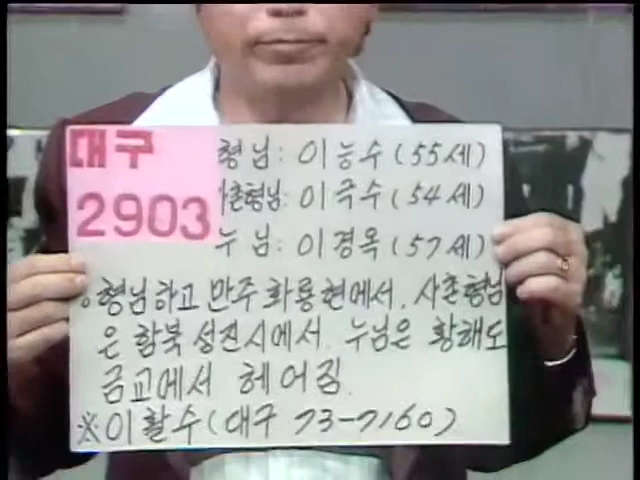 대구
2903
형님: 이능수(55세)
사촌형님: 이극수(54세)
누님: 이경옥(57세)
○형님하고 만주 화룡현에서. 사촌형님
은 함북 성진시에서. 누님은 황해도
금교에서 헤어짐.
※이활수(대구 73-7160)